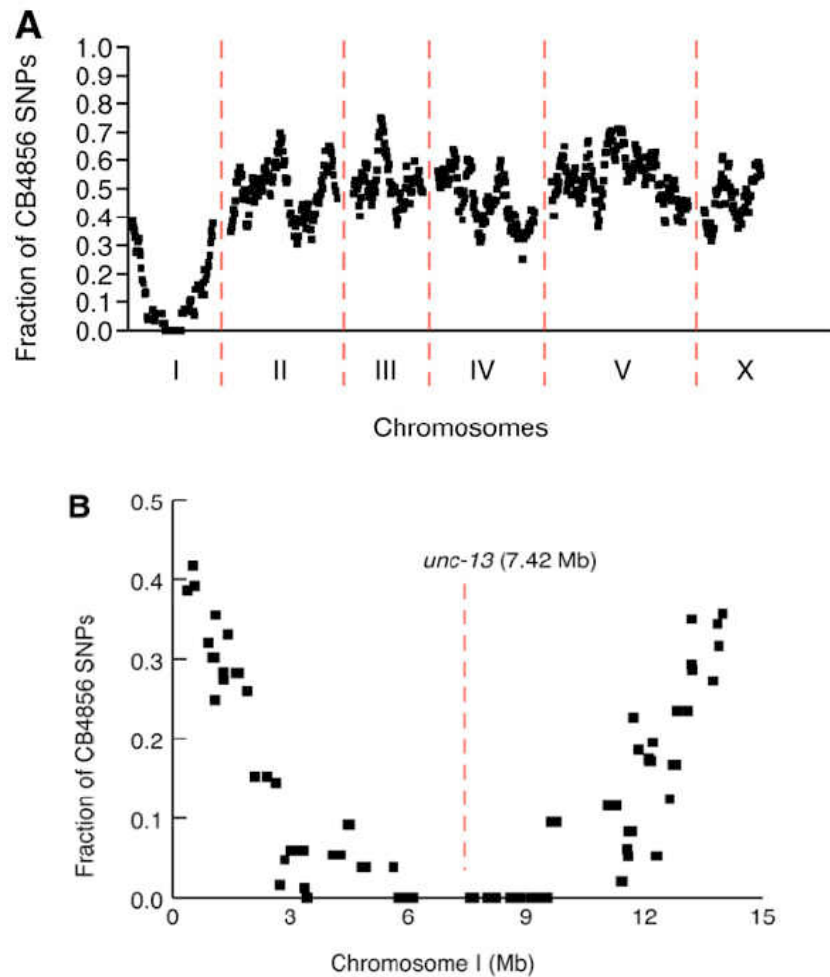 A
Fraction of CB4856 SNPs
1.0
0.9
0.8
0.7
0.6
0.5
0.4
0.3
0.2
0.1
0.0
I II III IV V X
Chromosomes
B
Fraction of CB4856 SNPs
0.5
0.4
0.3
0.2
0.1
0.0
unc-13 (7.42 Mb)
0 3 6 9 12 15
Chromosome I (Mb)